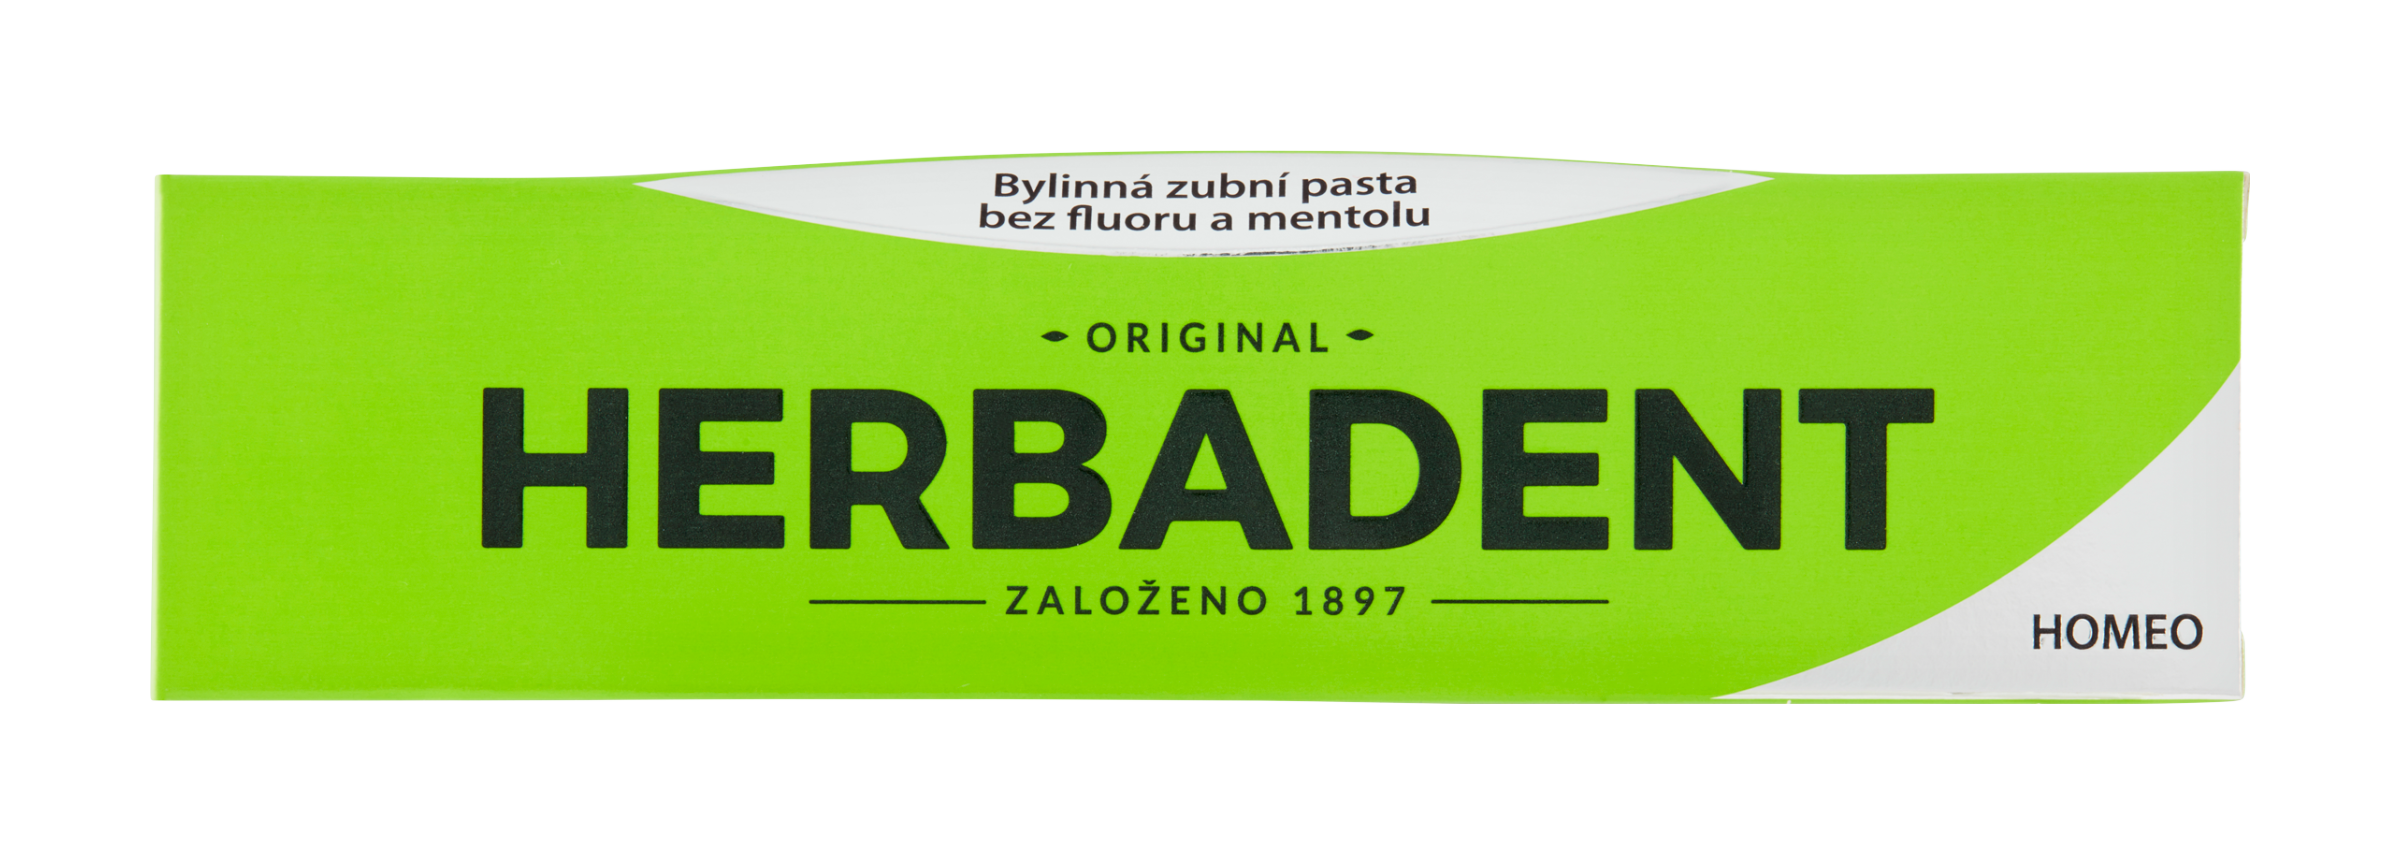 Bylinná zubní pasta
bez fluoru a mentolu
ORIGINAL
HERBADENT
ZALOŽENO 1897
HOMEO